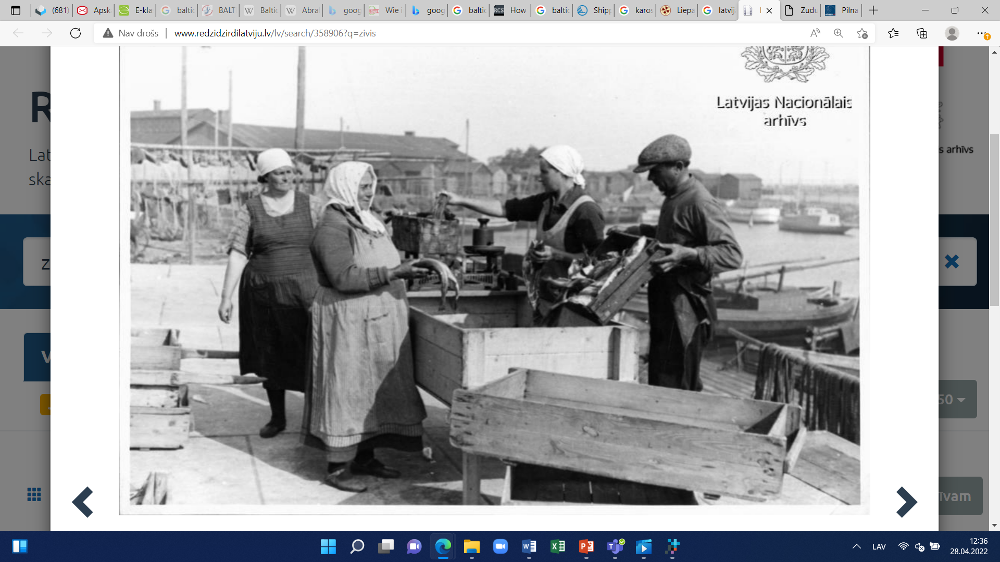 (681)
Apsk
E-kla
baltic
BALT
Baltic
Abra
goog
Wie i
goog
baltic
How
baltic
Shipp
karos
Liepā
latvij
Zudu
Pilna
Nav drošs
www.redzidzirdilatviju.lv/lv/search/358906?q=zivis
Latvijas Nacionālais
arhīvs
R
Lat
ska
s arhīvs
z
V
50
īvam
LAV
12:36
28.04.2022